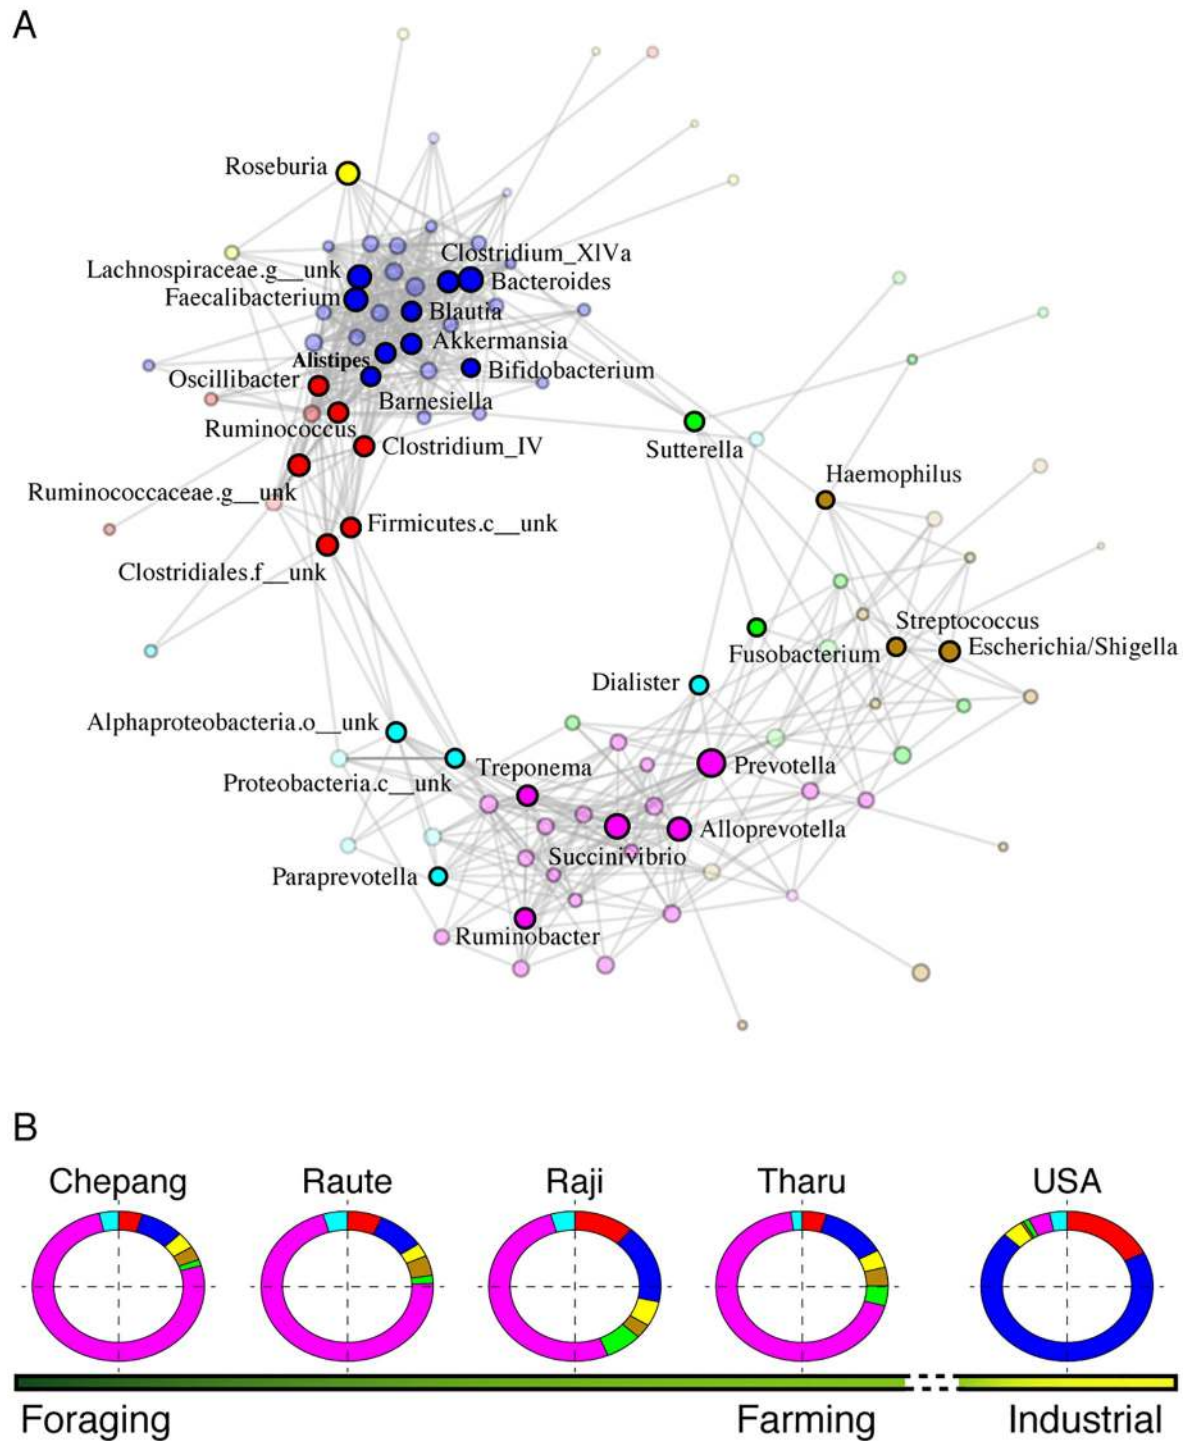 A
Roseburia
Clostridium_XlVa
Lachnospiraceae.g__unk
Bacteroides
Faecalibacterium
Blautia
Akkermansia
Alistipes
Bifidobacterium
Oscillibacter
Barnesiella
Ruminococcus
Clostridium_IV
Sutterella
Haemophilus
Ruminococcaceae.g__unk
Firmicutes.c__unk
Clostridiales.f__unk
Streptococcus
Fusobacterium
Escherichia/Shigella
Dialister
Alphaproteobacteria.o__unk
Treponema
Prevotella
Proteobacteria.c__unk
Alloprevotella
Succinivibrio
Paraprevotella
Ruminobacter
B
Chepang Raute Raji Tharu USA
Foraging Farming Industrial